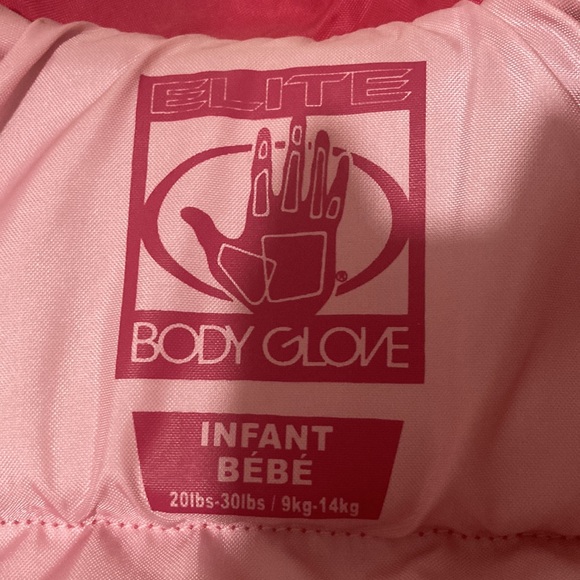 ELITE
BODY GLOVE
®
INFANT
BÉBÉ
20lbs-30lbs / 9kg-14kg